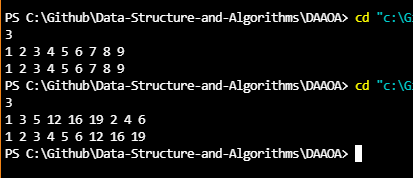 PS C:\Github\Data-Structure-and-Algorithms\DAAOA> cd "c:\G
3
1 2 3 4 5 6 7 8 9
1 2 3 4 5 6 7 8 9
PS C:\Github\Data-Structure-and-Algorithms\DAAOA> cd "c:\G
3
1 3 5 12 16 19 2 4 6
1 2 3 4 5 6 12 16 19
PS C:\Github\Data-Structure-and-Algorithms\DAAOA>